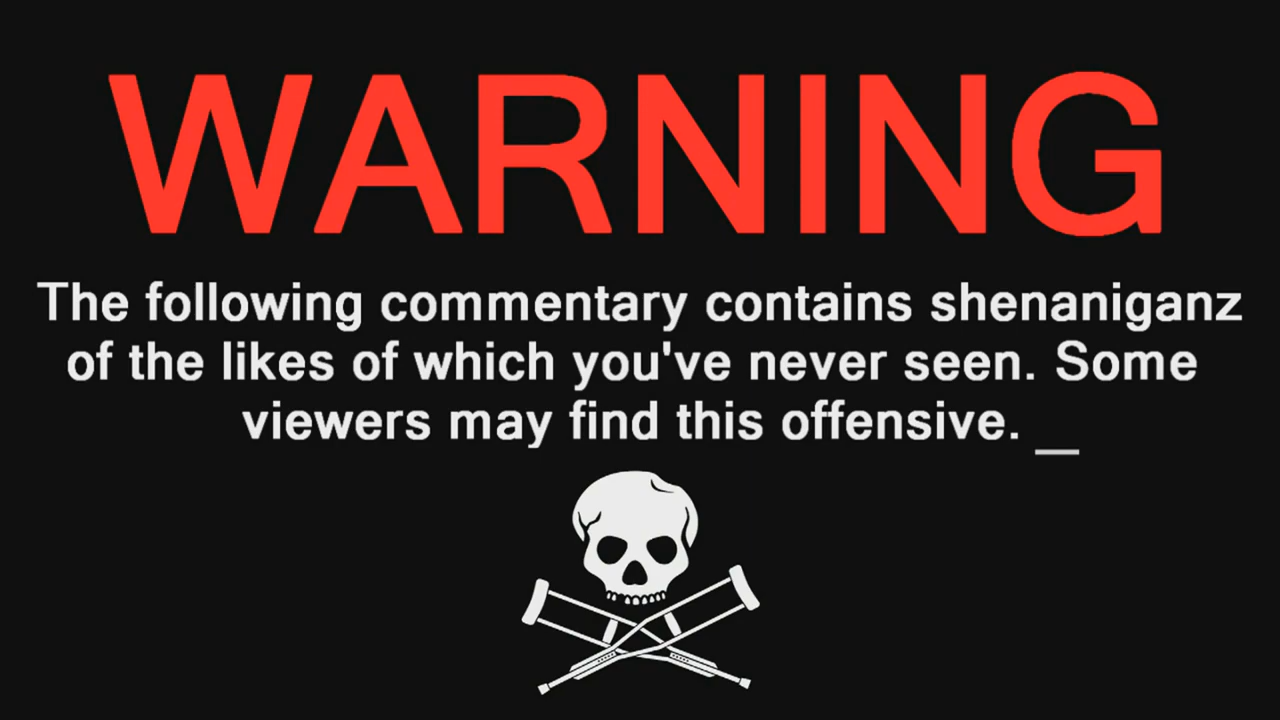 WARNING
The following commentary contains shenaniganz
of the likes of which you've never seen. Some
viewers may find this offensive. _